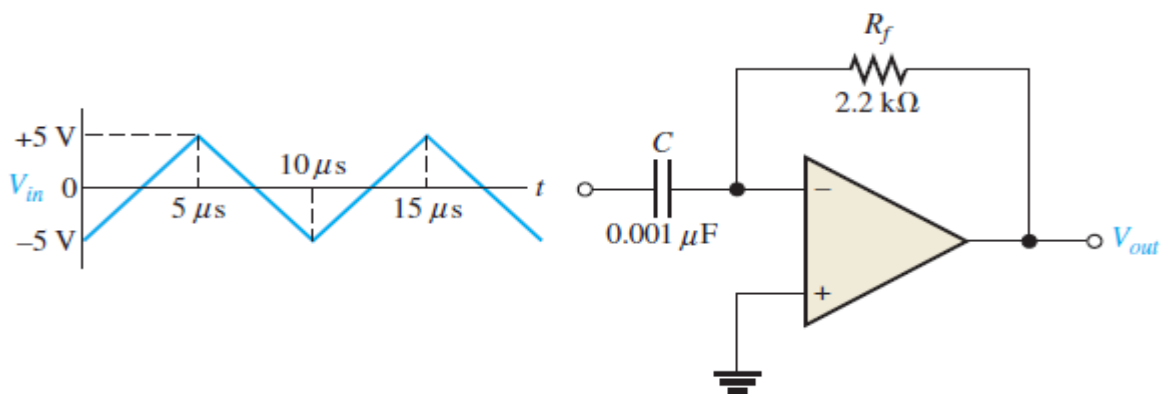 +5 V
V_in 0
–5 V
5 μs
10 μs
15 μs
t
R_f
2.2 kΩ
C
0.001 μF
–
+
V_out